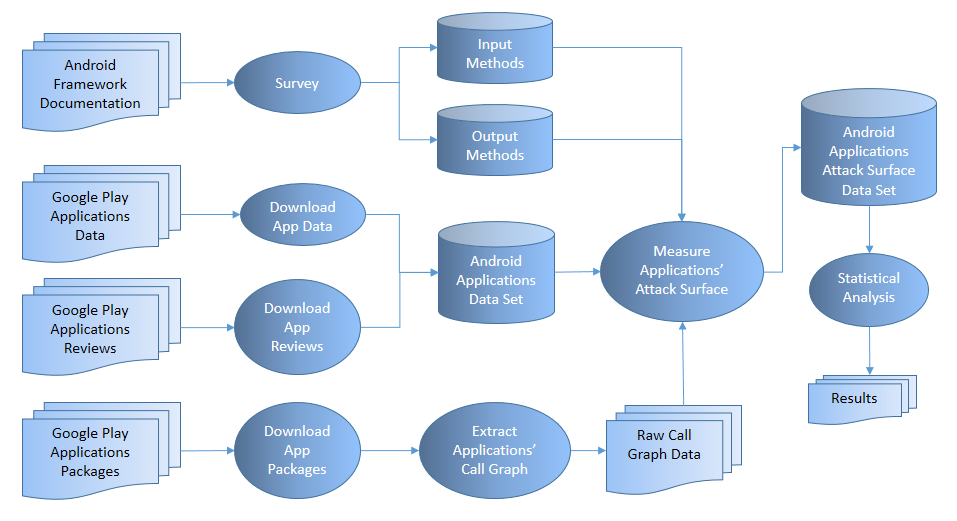 Android
Framework
Documentation
Survey
Input
Methods
Output
Methods
Google Play
Applications
Data
Download
App Data
Google Play
Applications
Reviews
Download
App
Reviews
Android
Applications
Data Set
Google Play
Applications
Packages
Download
App
Packages
Extract
Applications’
Call Graph
Raw Call
Graph Data
Measure
Applications’
Attack Surface
Android
Applications
Attack Surface
Data Set
Statistical
Analysis
Results